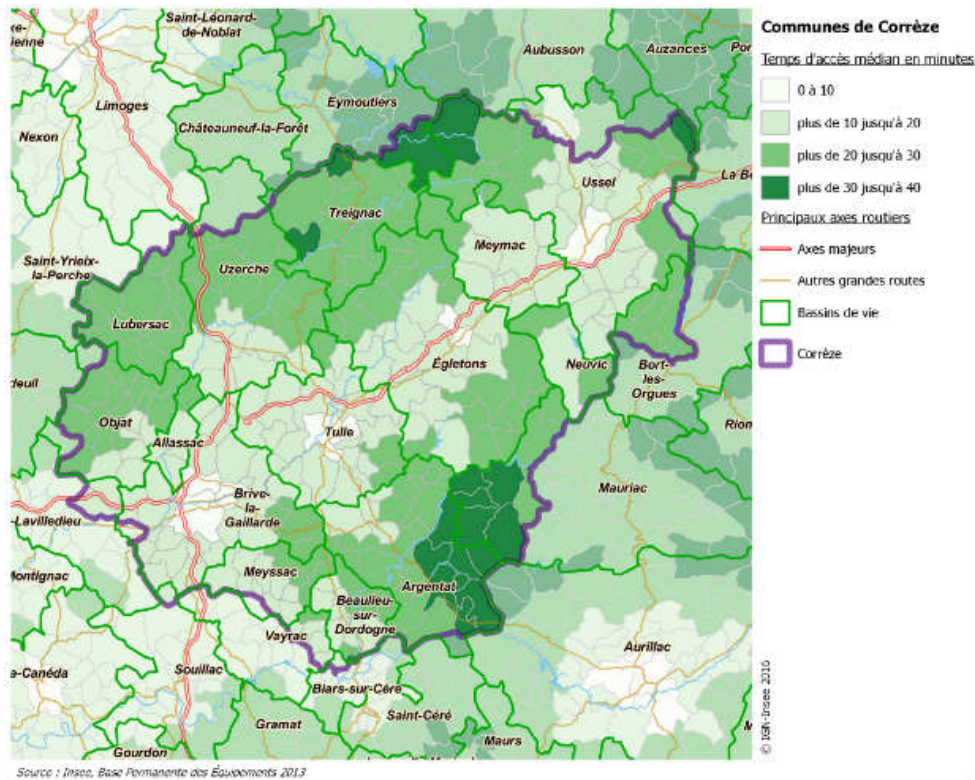 Saint-Léonard-
de-Noblat
Aubusson
Auzances
Eymoutiers
Limoges
Châteauneuf-la-Forêt
Nexon
Ussel
Treignac
Meymac
Saint-Yrieix-
la-Perche
Uzerche
Lubersac
Égletons
Neuvic
Bort-
les-
Orgues
Objat
Allassac
Tulle
Mauriac
Brive-
la-
Gaillarde
-Lavilledieu
Montignac
Meyssac
Argentat
Beaulieu-
sur-
Dordogne
Vayrac
Aurillac
Souillac
Biars-sur-Cère
Saint-Céré
Gramat
Maurs
Gourdon
Communes de Corrèze
Temps d'accès médian en minutes
0 à 10
plus de 10 jusqu'à 20
plus de 20 jusqu'à 30
plus de 30 jusqu'à 40
Principaux axes routiers
Axes majeurs
Autres grandes routes
Bassins de vie
Corrèze
© IGN-Insee 2016
Source : Insee, Base Permanente des Équipements 2013